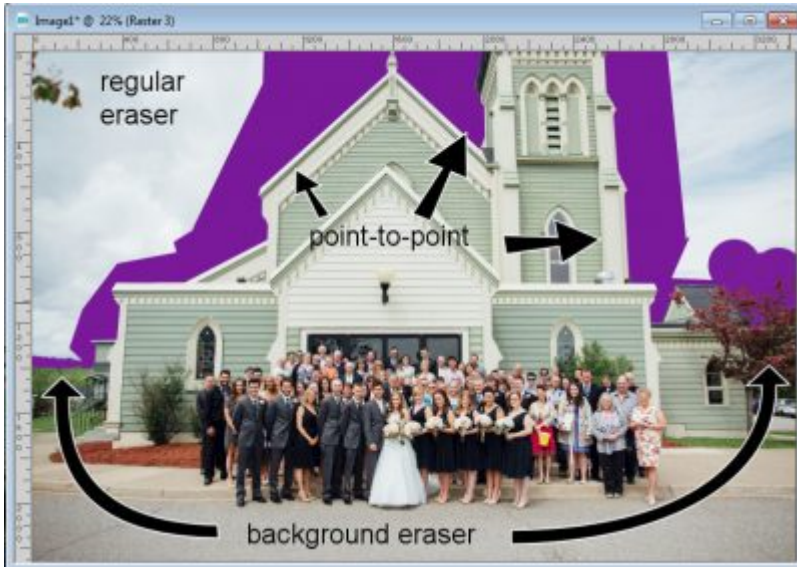 Image1* @ 22% (Raster 3)
regular
eraser
point-to-point
background eraser